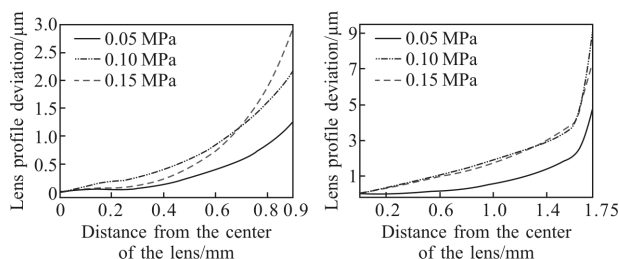 Lens profile deviation/μm
3.0
2.5
2.0
1.5
1.0
0.5
0
0.05 MPa
0.10 MPa
0.15 MPa
0 0.2 0.4 0.6 0.8 0.9
Distance from the center
of the lens/mm
Lens profile deviation/μm
9
7
5
3
1
0.05 MPa
0.10 MPa
0.15 MPa
0.2 0.6 1.0 1.4 1.75
Distance from the center
of the lens/mm